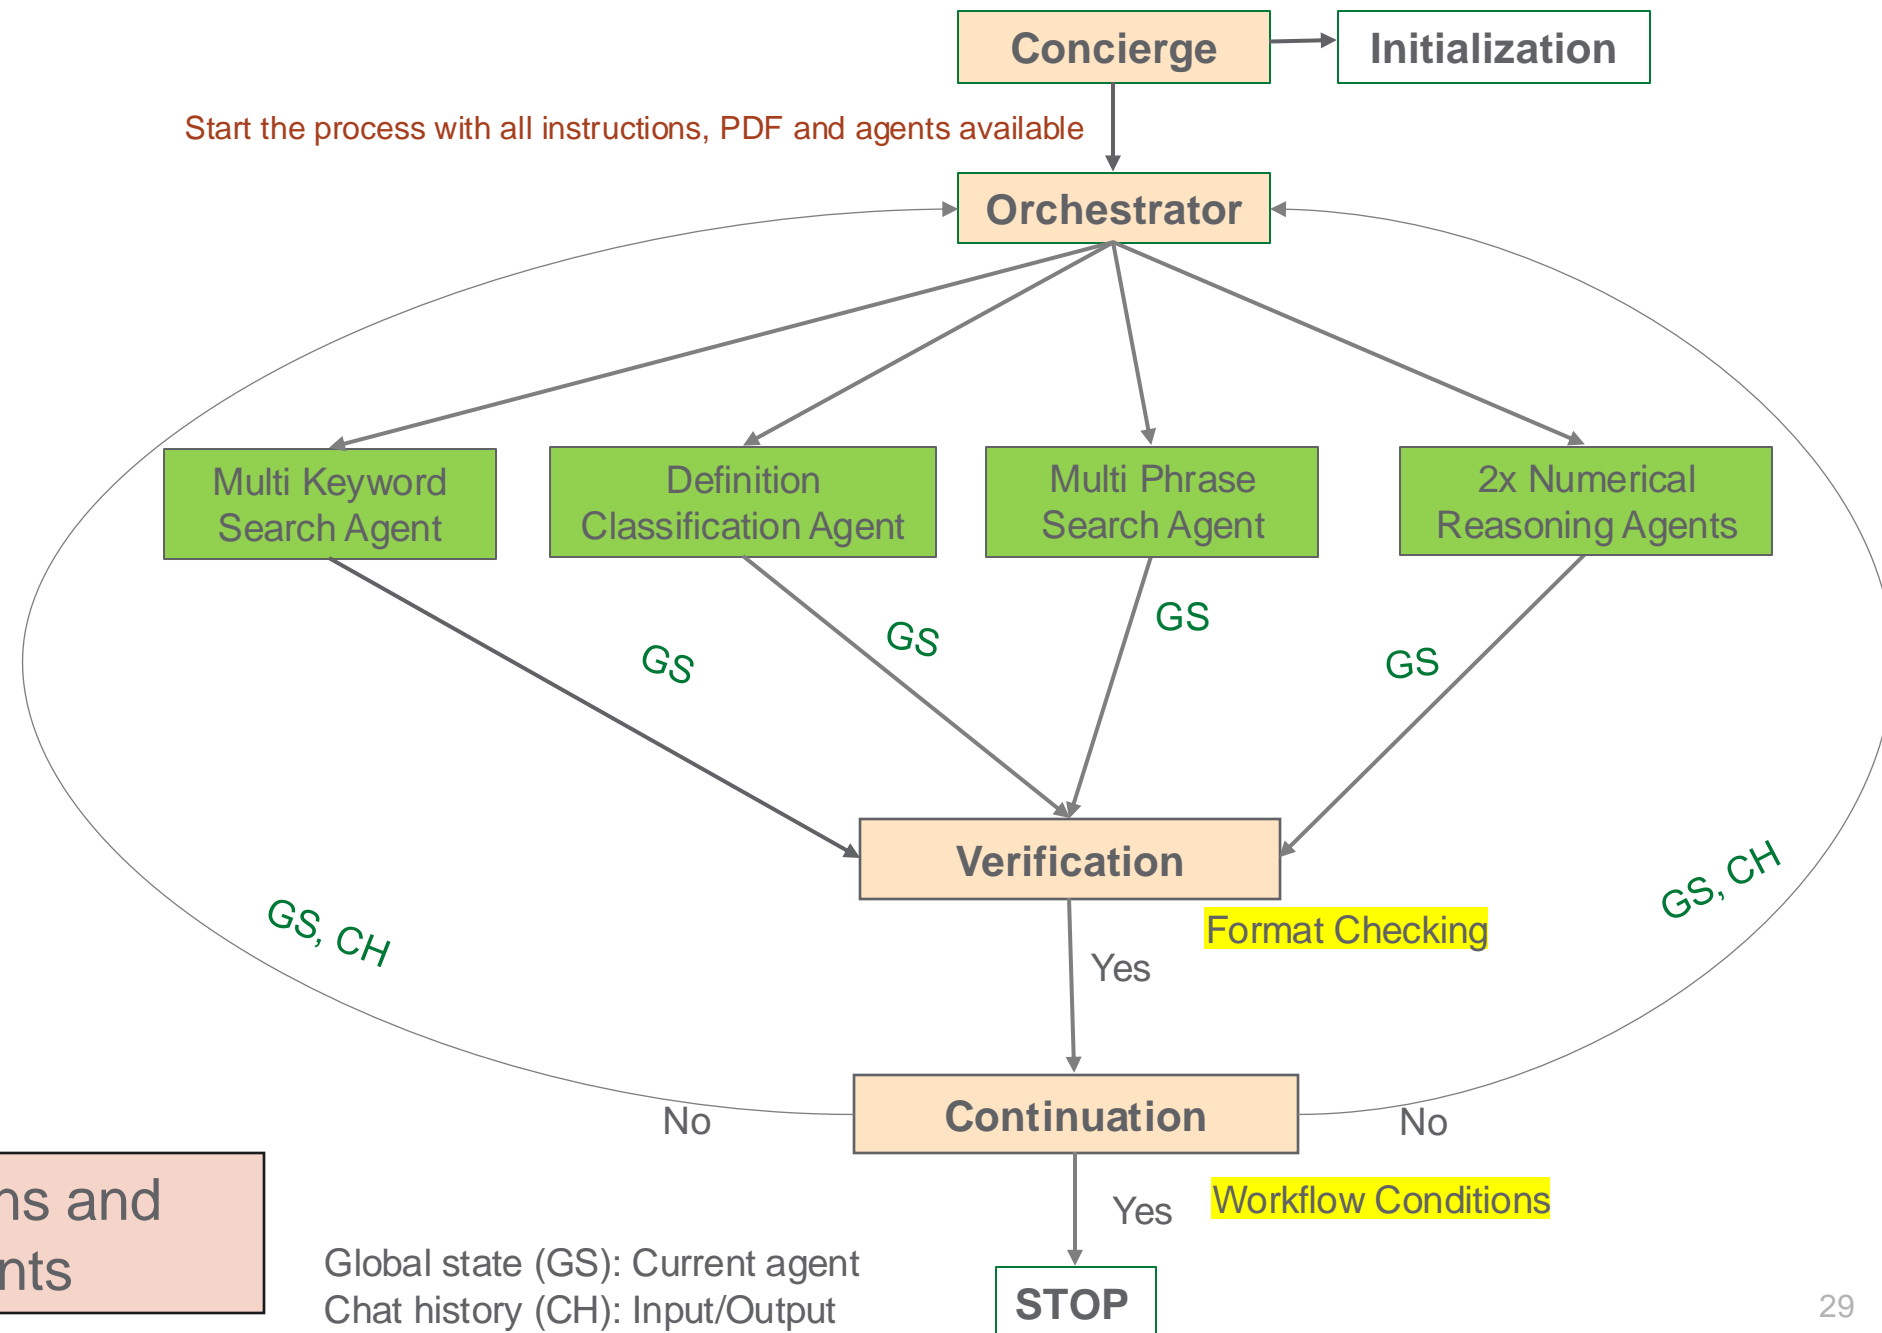 Concierge
Initialization
Start the process with all instructions, PDF and agents available
Orchestrator
Multi Keyword
Search Agent
Definition
Classification Agent
Multi Phrase
Search Agent
2x Numerical
Reasoning Agents
GS
GS
GS
GS
Verification
Format Checking
GS, CH
GS, CH
Yes
Continuation
No
No
Yes
Workflow Conditions
and
Global state (GS): Current agent
Chat history (CH): Input/Output
STOP
29